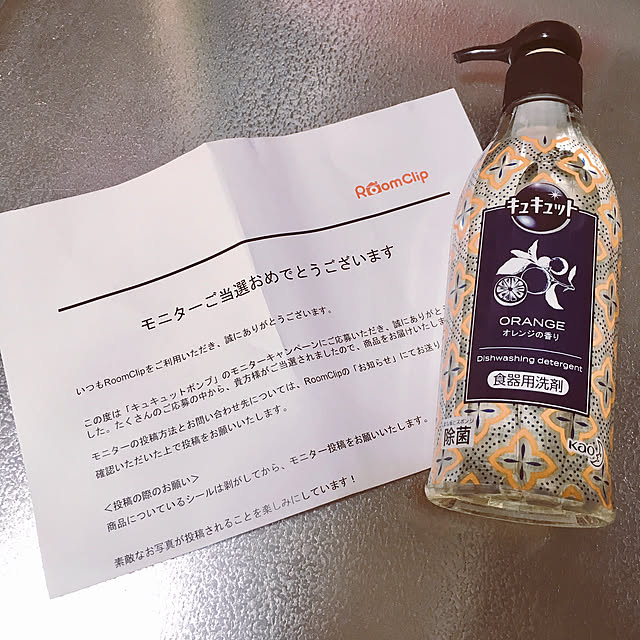 RoomClip
モニターご当選おめでとうございます
いつもRoomClipをご利用いただき、誠にありがとうございます。
この度は「キュキュットポンプ」のモニターキャンペーンにご応募いただき、誠にありがと
した。たくさんのご応募の中から、貴方様がご当選されましたので、商品をお届けいたしま
モニターの投稿方法とお問い合わせ先については、RoomClipの「お知らせ」にてお送り
確認いただいた上で投稿をお願いいたします。
<投稿の際のお願い>
商品についているシールは剥がしてから、モニター投稿をお願いいたします。
素敵なお写真が投稿されることを楽しみにしています！
キュキュット
ORANGE
オレンジの香り
Dishwashing detergent
食器用洗剤
除菌
Kao